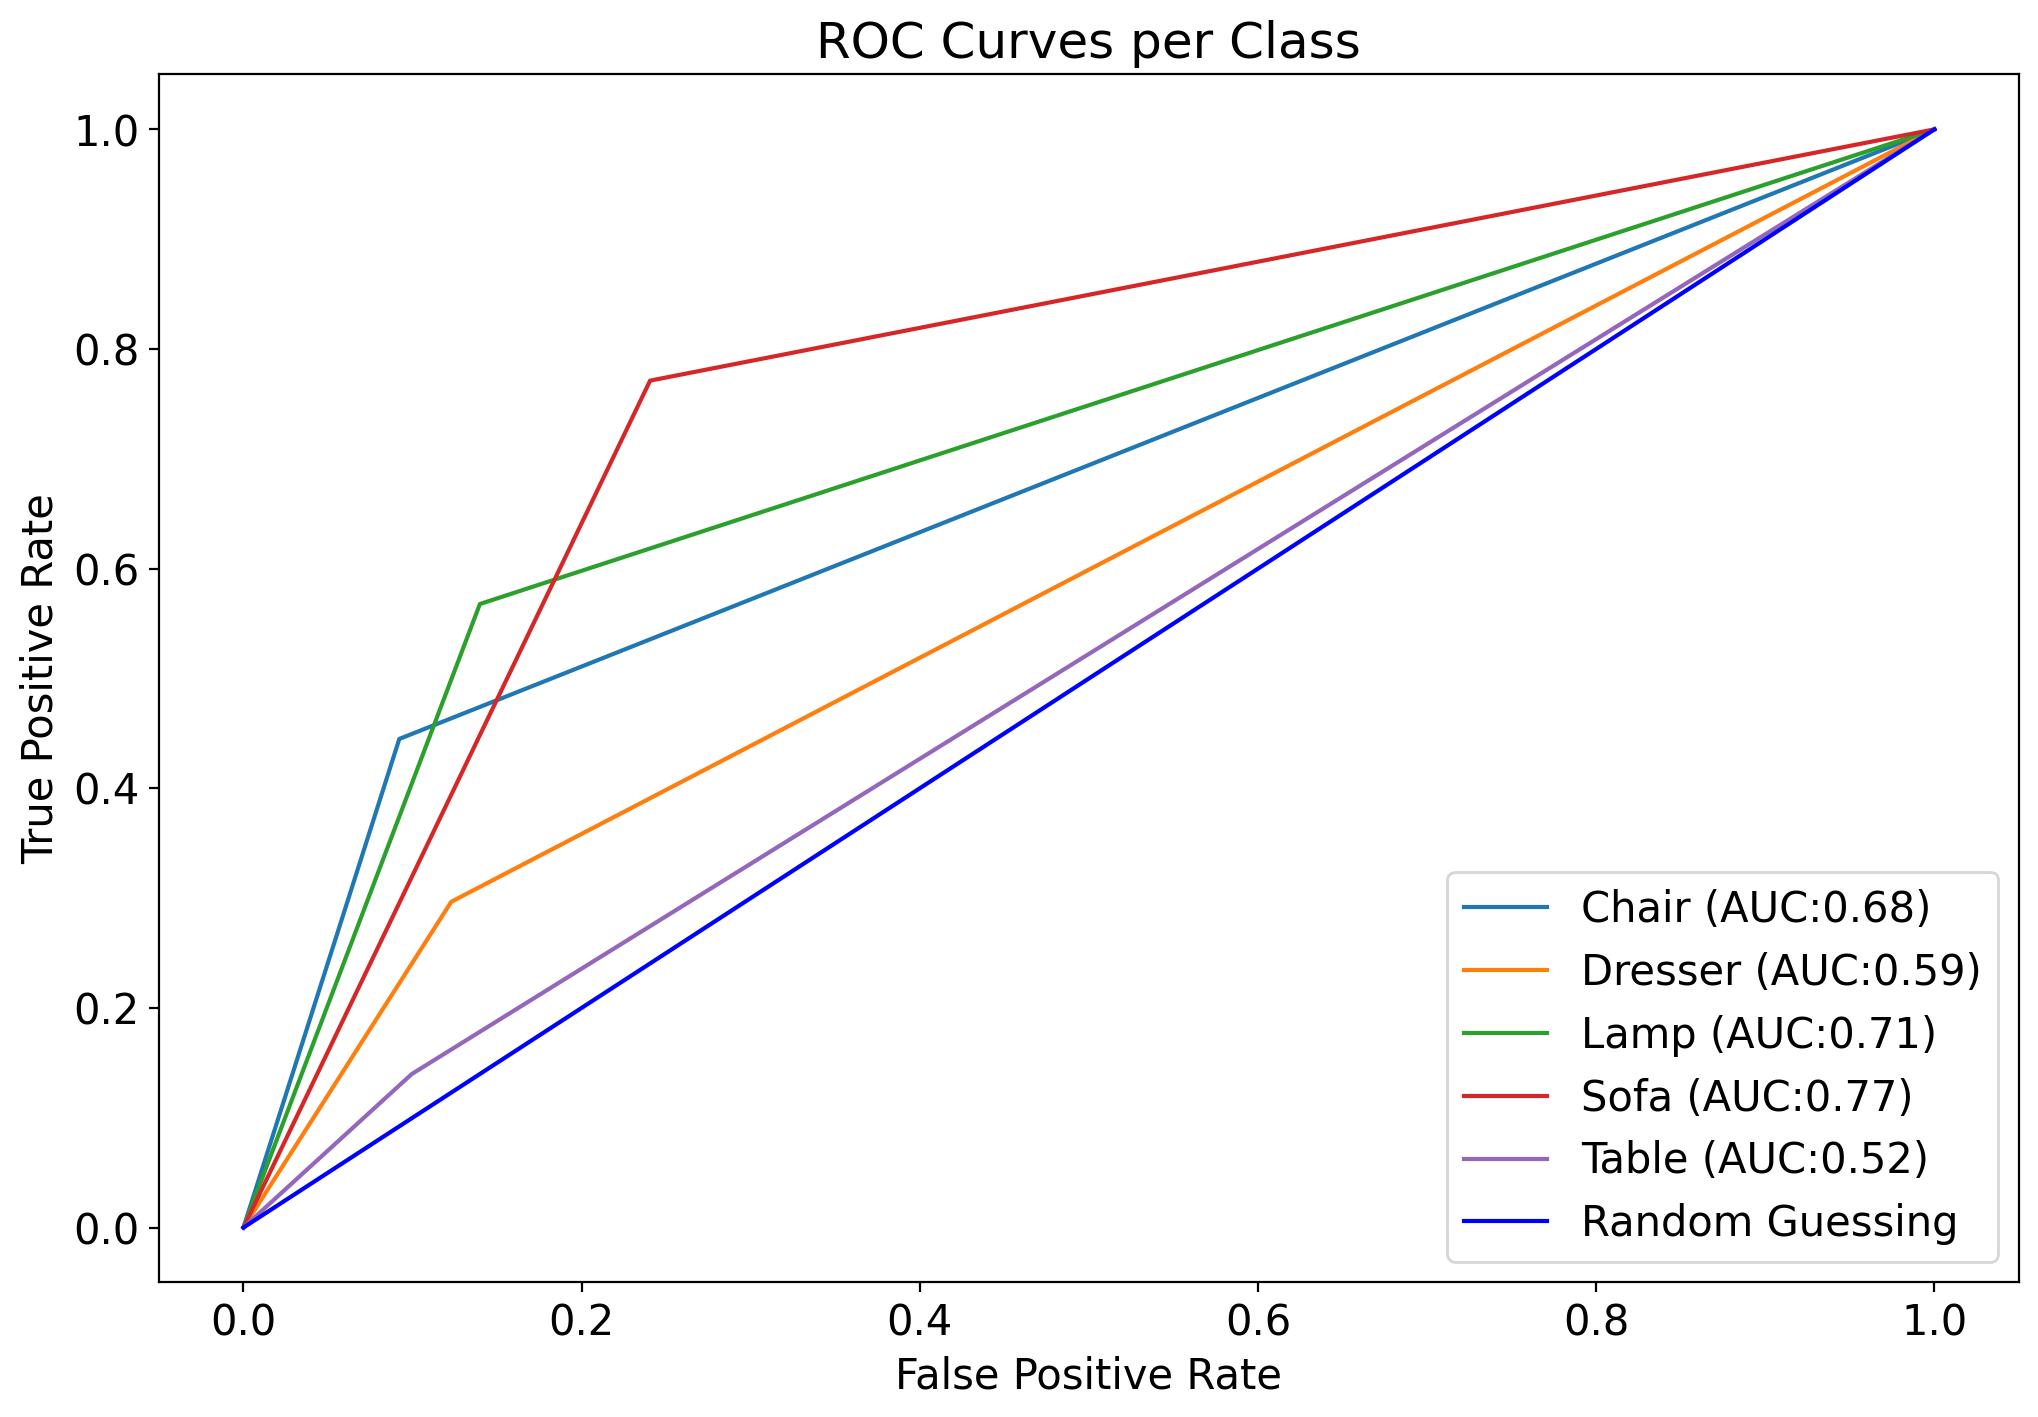 ROC Curves per Class
True Positive Rate
1.0
0.8
0.6
0.4
0.2
0.0
Chair (AUC:0.68)
Dresser (AUC:0.59)
Lamp (AUC:0.71)
Sofa (AUC:0.77)
Table (AUC:0.52)
Random Guessing
0.0 0.2 0.4 0.6 0.8 1.0
False Positive Rate